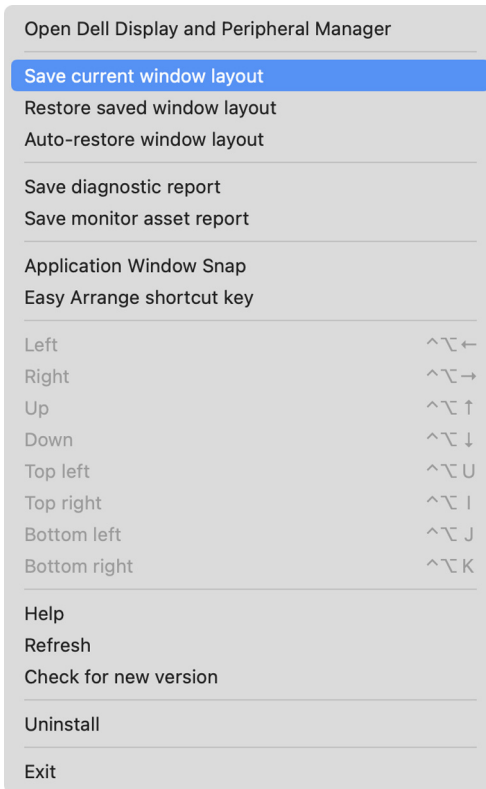 Open Dell Display and Peripheral Manager
Save current window layout
Restore saved window layout
Auto-restore window layout
Save diagnostic report
Save monitor asset report
Application Window Snap
Easy Arrange shortcut key
Left ^⌥←
Right ^⌥→
Up ^⌥↑
Down ^⌥↓
Top left ^⌥U
Top right ^⌥I
Bottom left ^⌥J
Bottom right ^⌥K
Help
Refresh
Check for new version
Uninstall
Exit